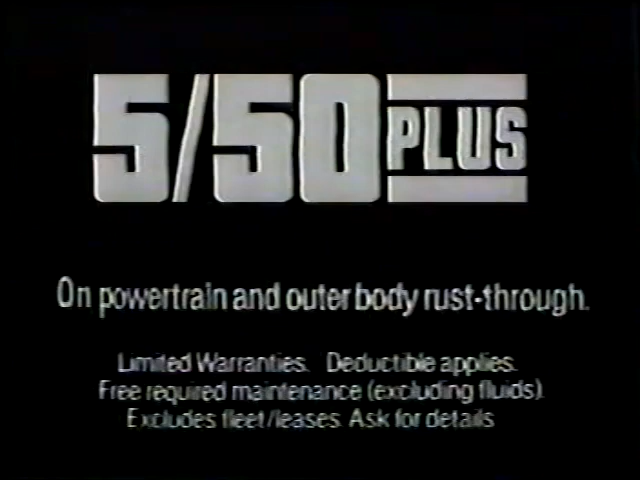 5/50 PLUS
On powertrain and outer body rust-through.
Limited Warranties. Deductible applies.
Free required maintenance (excluding fluids).
Excludes fleet/leases. Ask for details